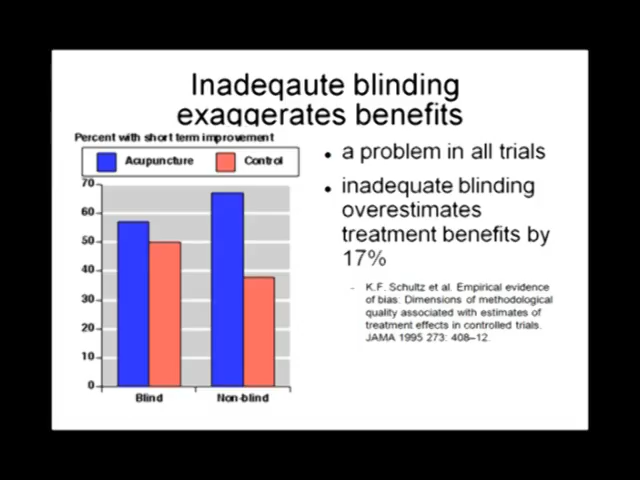 Inadeqaute blinding
exaggerates benefits
Percent with short term improvement
Acupuncture Control
70
60
50
40
30
20
10
0
Blind Non-blind
• a problem in all trials
• inadequate blinding
overestimates
treatment benefits by
17%
- K.F. Schultz et al. Empirical evidence
of bias: Dimensions of methodological
quality associated with estimates of
treatment effects in controlled trials.
JAMA 1995 273: 408–12.